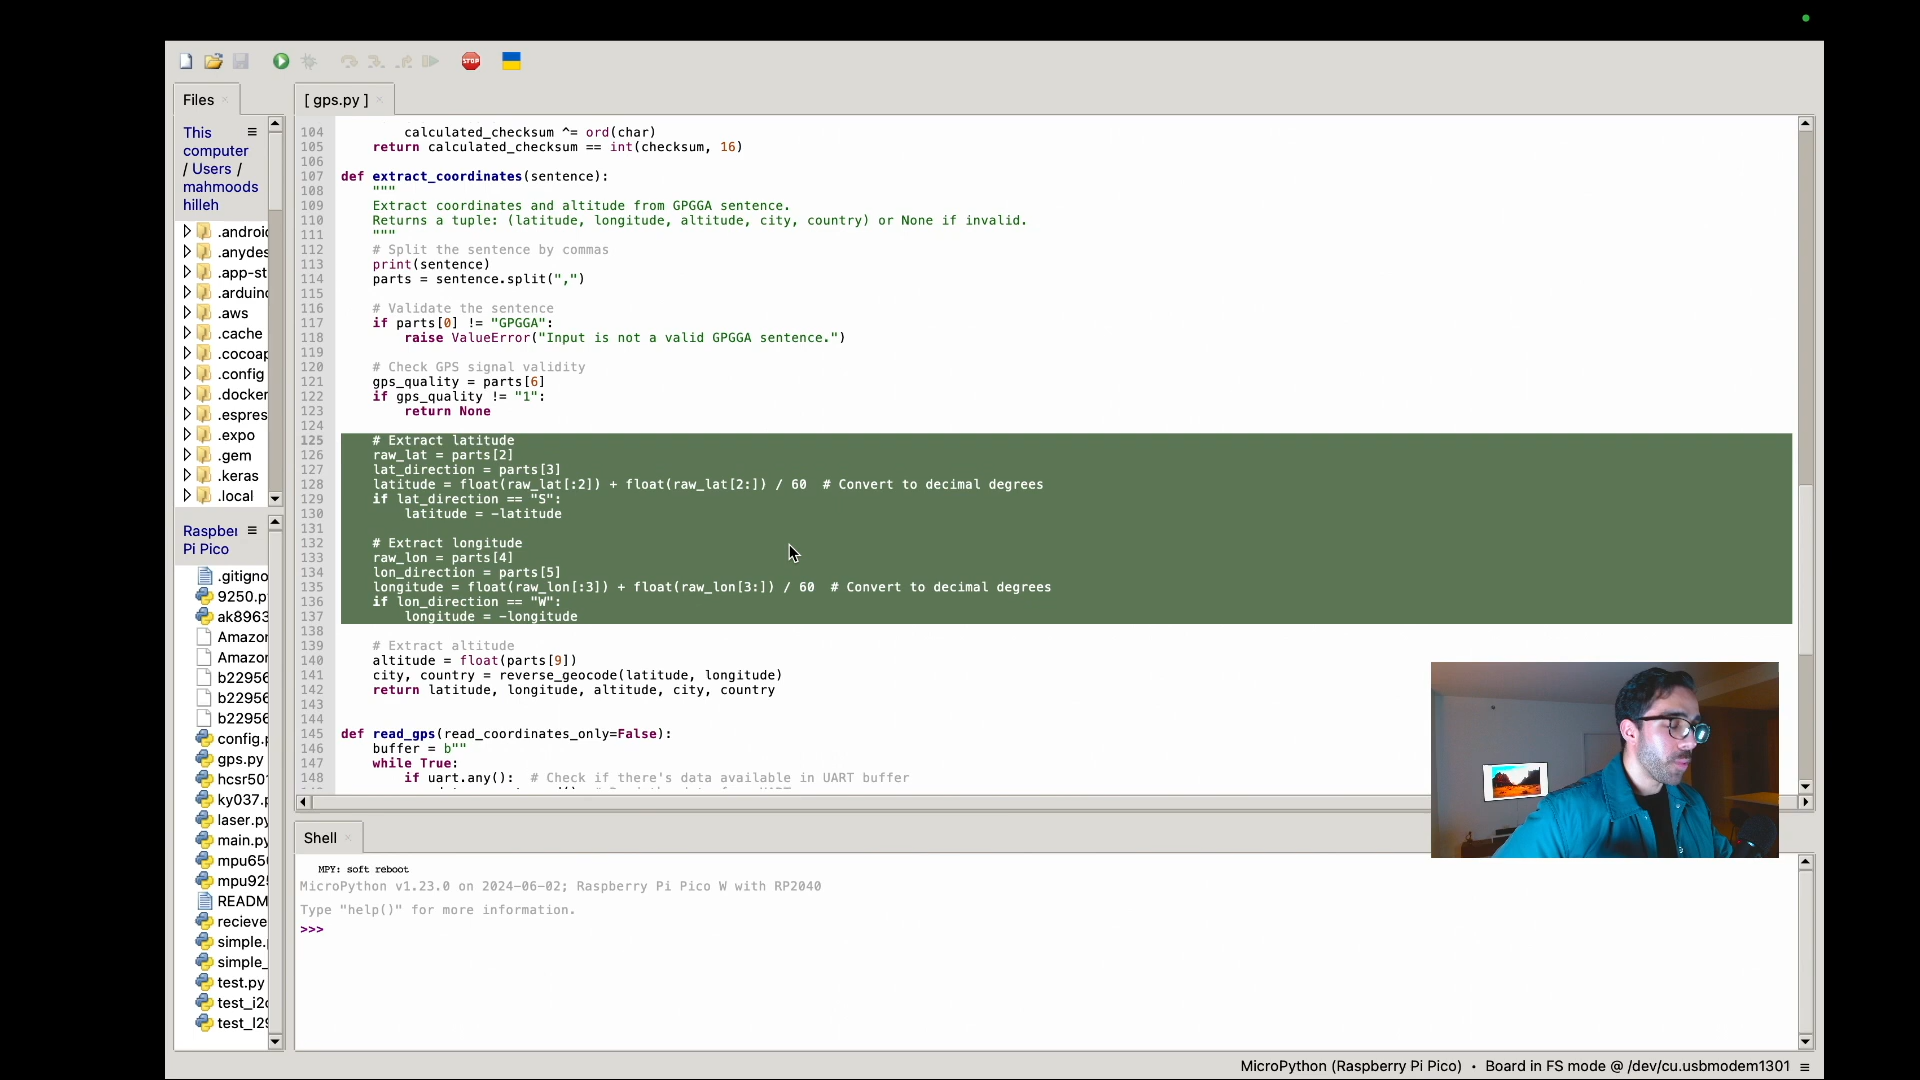 STOP
Files
[ gps.py ]
This
computer
/ Users /
mahmoods
hilleh
.android
.anydes
.app-st
.arduino
.aws
.cache
.cocoap
.config
.docker
.espres
.expo
.gem
.keras
.local
Raspber
Pi Pico
.gitigno
9250.p
ak8963
Amazon
Amazon
b22956
b22956
b22956
config.p
gps.py
hcsr501
ky037.p
laser.py
main.py
mpu650
mpu925
README
recieve
simple.p
simple_
test.py
test_i2c
test_l29
104 calculated_checksum ^= ord(char)
105 return calculated_checksum == int(checksum, 16)
106
107 def extract_coordinates(sentence):
108 """
109 Extract coordinates and altitude from GPGGA sentence.
110 Returns a tuple: (latitude, longitude, altitude, city, country) or None if invalid.
111 """
112 # Split the sentence by commas
113 print(sentence)
114 parts = sentence.split(",")
115
116 # Validate the sentence
117 if parts[0] != "GPGGA":
118 raise ValueError("Input is not a valid GPGGA sentence.")
119
120 # Check GPS signal validity
121 gps_quality = parts[6]
122 if gps_quality != "1":
123 return None
124
125 # Extract latitude
126 raw_lat = parts[2]
127 lat_direction = parts[3]
128 latitude = float(raw_lat[:2]) + float(raw_lat[2:]) / 60 # Convert to decimal degrees
129 if lat_direction == "S":
130 latitude = -latitude
131
132 # Extract longitude
133 raw_lon = parts[4]
134 lon_direction = parts[5]
135 longitude = float(raw_lon[:3]) + float(raw_lon[3:]) / 60 # Convert to decimal degrees
136 if lon_direction == "W":
137 longitude = -longitude
138
139 # Extract altitude
140 altitude = float(parts[9])
141 city, country = reverse_geocode(latitude, longitude)
142 return latitude, longitude, altitude, city, country
143
144
145 def read_gps(read_coordinates_only=False):
146 buffer = b""
147 while True:
148 if uart.any(): # Check if there's data available in UART buffer
Shell
MPY: soft reboot
MicroPython v1.23.0 on 2024-06-02; Raspberry Pi Pico W with RP2040
Type "help()" for more information.
>>>
MicroPython (Raspberry Pi Pico) • Board in FS mode @ /dev/cu.usbmodem1301 ≡